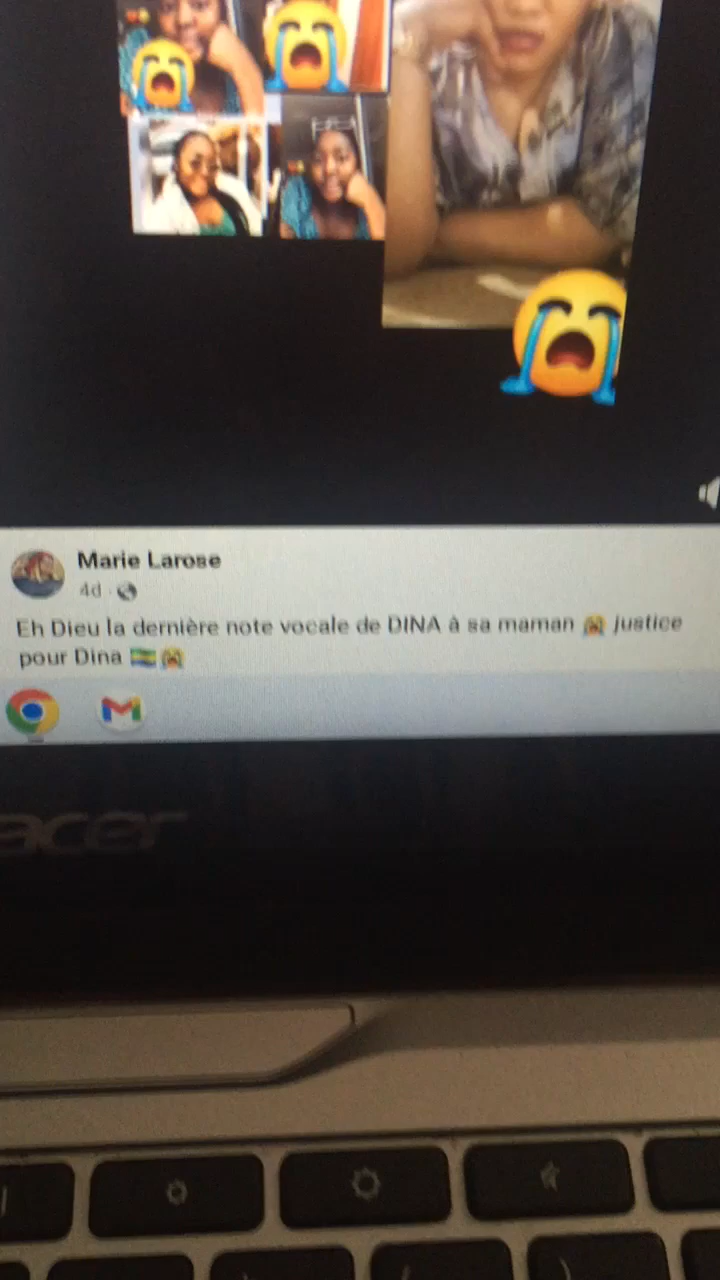 Marie Larose
4d ·
Eh Dieu la dernière note vocale de DINA à sa maman 😭 justice
pour Dina 🇬🇦😭
acer